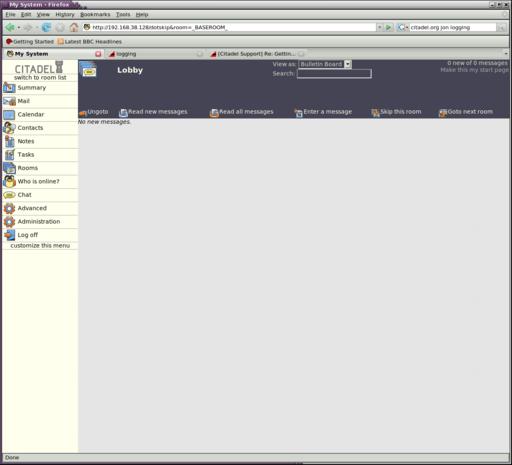 My System - Firefox
File Edit View History Bookmarks Tools Help
http://192.168.38.128/dotskip&room=_BASEROOM_
citadel.org jon logging
Getting Started Latest BBC Headlines
My System logging [Citadel Support] Re: Gettin...
CITADEL
switch to room list
Summary
Mail
Calendar
Contacts
Notes
Tasks
Rooms
Who is online?
Chat
Advanced
Administration
Log off
customize this menu
Lobby
View as: Bulletin Board
Search:
0 new of 0 messages
Make this my start page
Ungoto Read new messages Read all messages Enter a message Skip this room Goto next room
No new messages.
Done